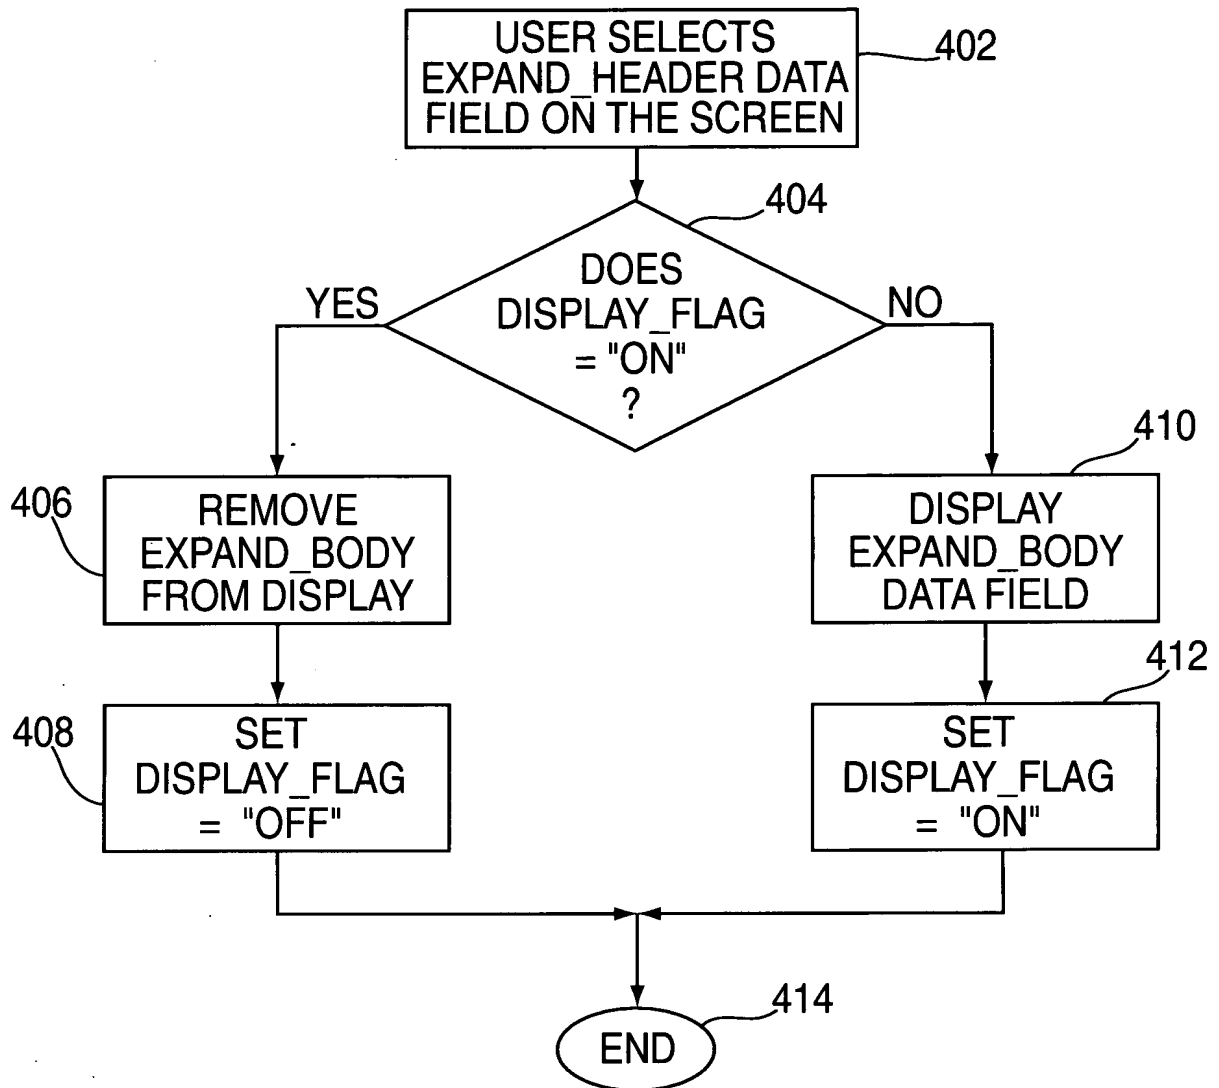 USER SELECTS
EXPAND_HEADER DATA
FIELD ON THE SCREEN
402
404
DOES
DISPLAY_FLAG
= "ON"
?
YES
NO
406
REMOVE
EXPAND_BODY
FROM DISPLAY
410
DISPLAY
EXPAND_BODY
DATA FIELD
408
SET
DISPLAY_FLAG
= "OFF"
412
SET
DISPLAY_FLAG
= "ON"
END
414